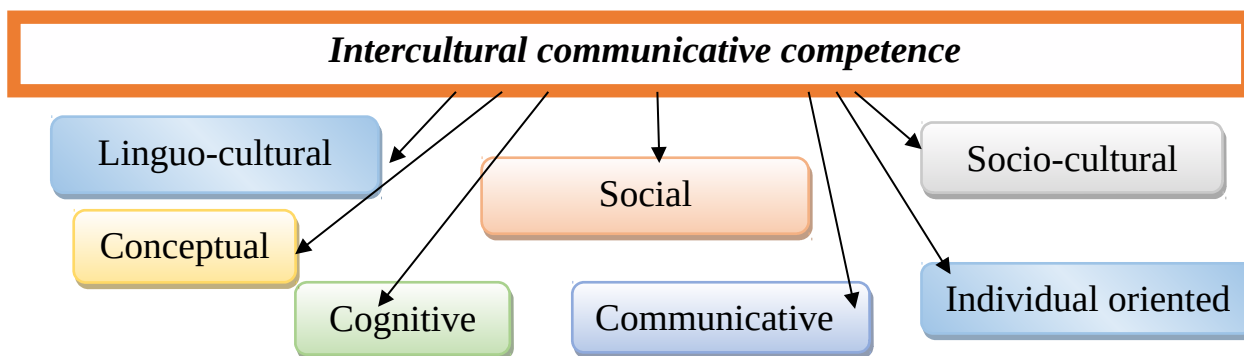 Intercultural communicative competence
Linguo-cultural
Socio-cultural
Social
Conceptual
Individual oriented
Cognitive
Communicative